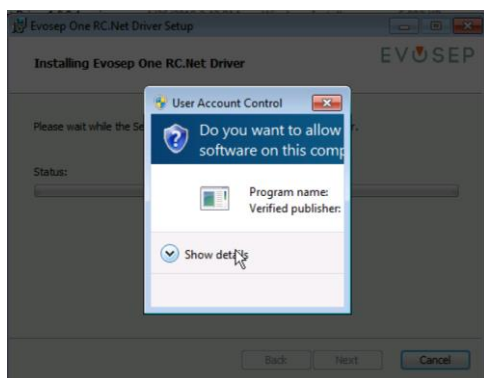 Evosep One RC.Net Driver Setup
Installing Evosep One RC.Net Driver
EVOSEP
User Account Control
Please wait while the Se
r.
Do you want to allow
software on this comp
Status:
Program name:
Verified publisher:
Show details
Back
Next
Cancel